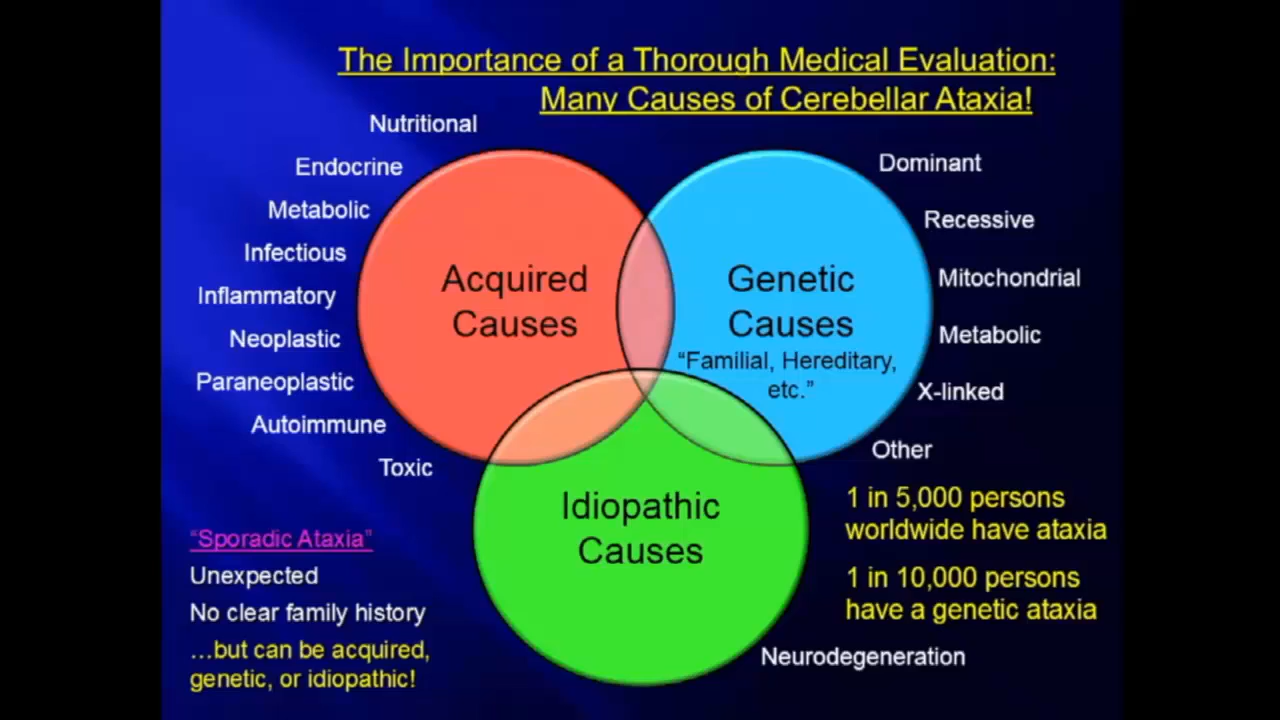 The Importance of a Thorough Medical Evaluation:
Many Causes of Cerebellar Ataxia!
Nutritional
Endocrine
Metabolic
Infectious
Inflammatory
Neoplastic
Paraneoplastic
Autoimmune
Toxic
Acquired
Causes
Genetic
Causes
“Familial, Hereditary,
etc.”
Dominant
Recessive
Mitochondrial
Metabolic
X-linked
Other
Idiopathic
Causes
Neurodegeneration
1 in 5,000 persons
worldwide have ataxia
1 in 10,000 persons
have a genetic ataxia
“Sporadic Ataxia”
Unexpected
No clear family history
…but can be acquired,
genetic, or idiopathic!